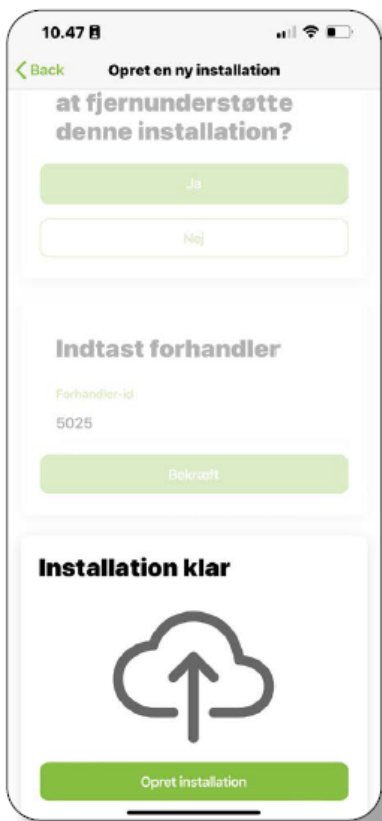 10.47
Back
Opret en ny installation
at fjernunderstøtte
denne installation?
Ja
Nej
Indtast forhandler
Forhandler-id
5025
Bekræft
Installation klar
Opret installation